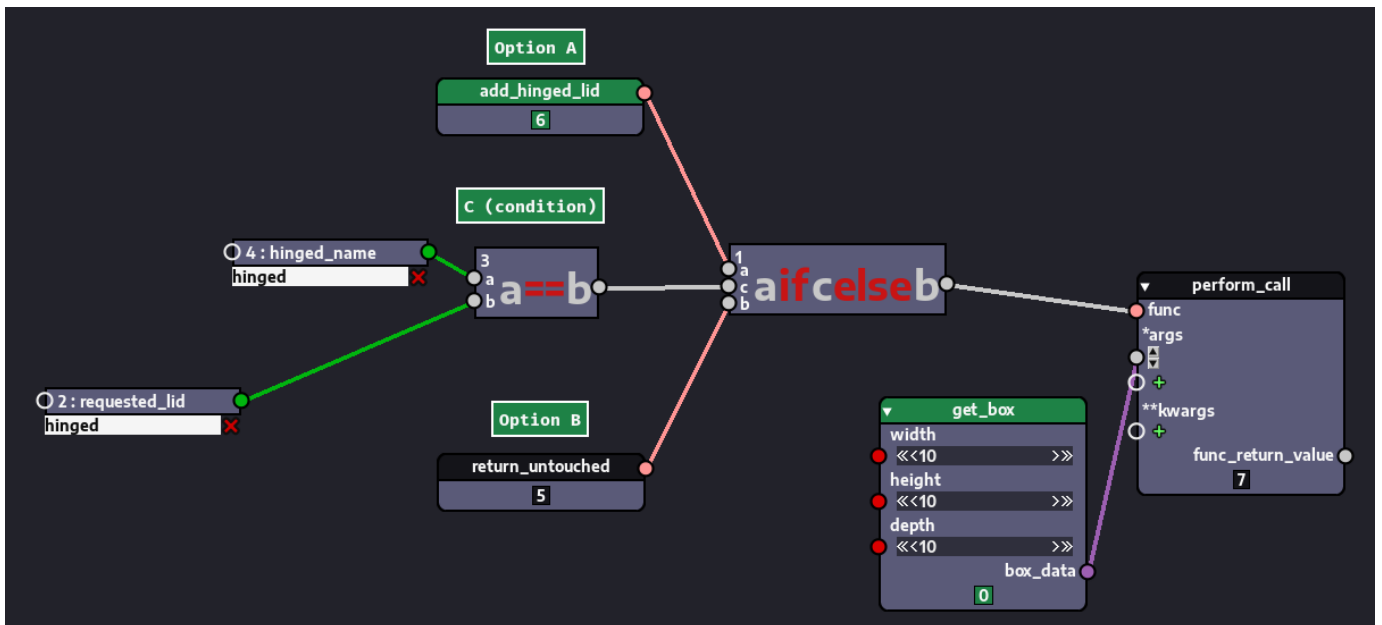 Option A
add_hinged_lid
6
C (condition)
4 : hinged_name
hinged
3
a
b
a==b
1
a
c
b
aifcelseb
perform_call
func
*args
+
**kwargs
+
func_return_value
7
2 : requested_lid
hinged
Option B
return_untouched
5
get_box
width
≪<10 >≫
height
≪<10 >≫
depth
≪<10 >≫
box_data
0